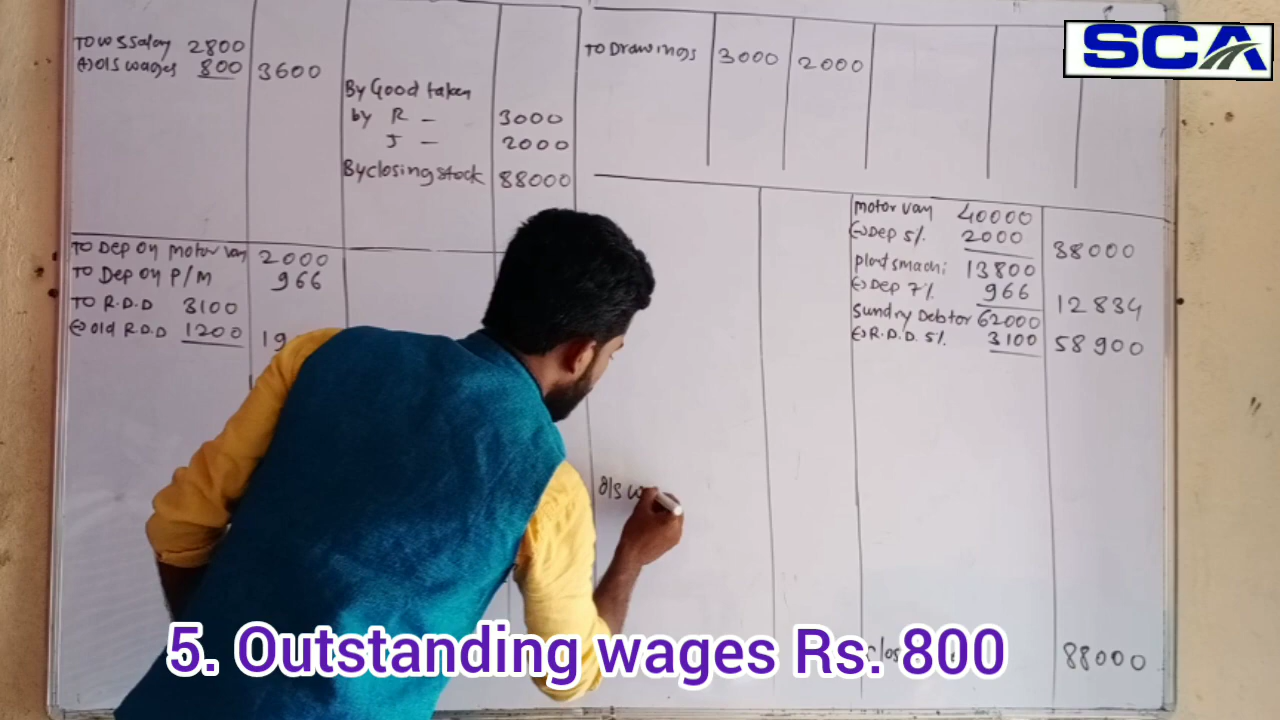 SCA
To w & salary 2800
(+) O/S wages 800 3600
By Good taken
by R - 3000
J - 2000
By closing stock 88000
To Drawings 3000 2000
To Dep on motor van 2000
To Dep on P/M 966
To R.D.D 3100
(-) old R.D.D 1200 19
motor van 40000
(-) Dep 5% 2000 38000
13800
(-) Dep 7% 966 12834
Sundry Debtor 62000
(-) R.D.D. 5% 3100 58900
O/S w
88000
5. Outstanding wages Rs. 800